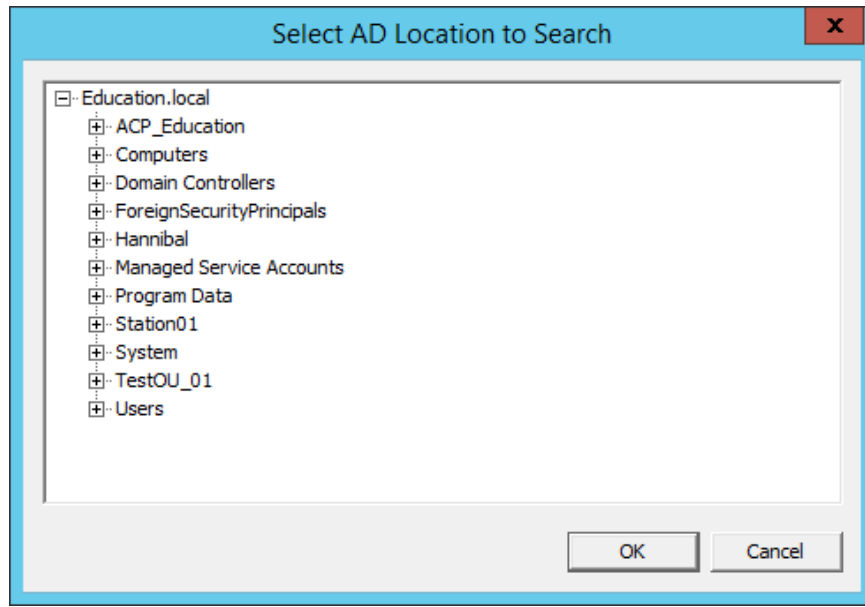 Select AD Location to Search
x
Education.local
ACP_Education
Computers
Domain Controllers
ForeignSecurityPrincipals
Hannibal
Managed Service Accounts
Program Data
Station01
System
TestOU_01
Users
OK Cancel